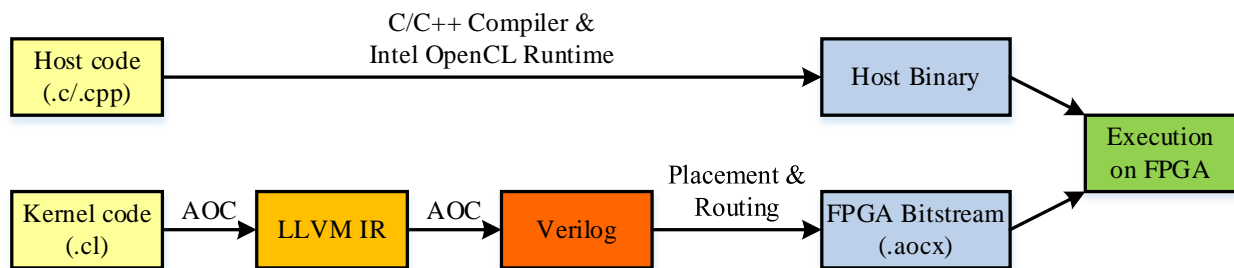 C/C++ Compiler &
Intel OpenCL Runtime
Host code
(.c/.cpp)
Host Binary
Execution
on FPGA
Kernel code
(.cl)
AOC
LLVM IR
AOC
Verilog
Placement &
Routing
FPGA Bitstream
(.aocx)